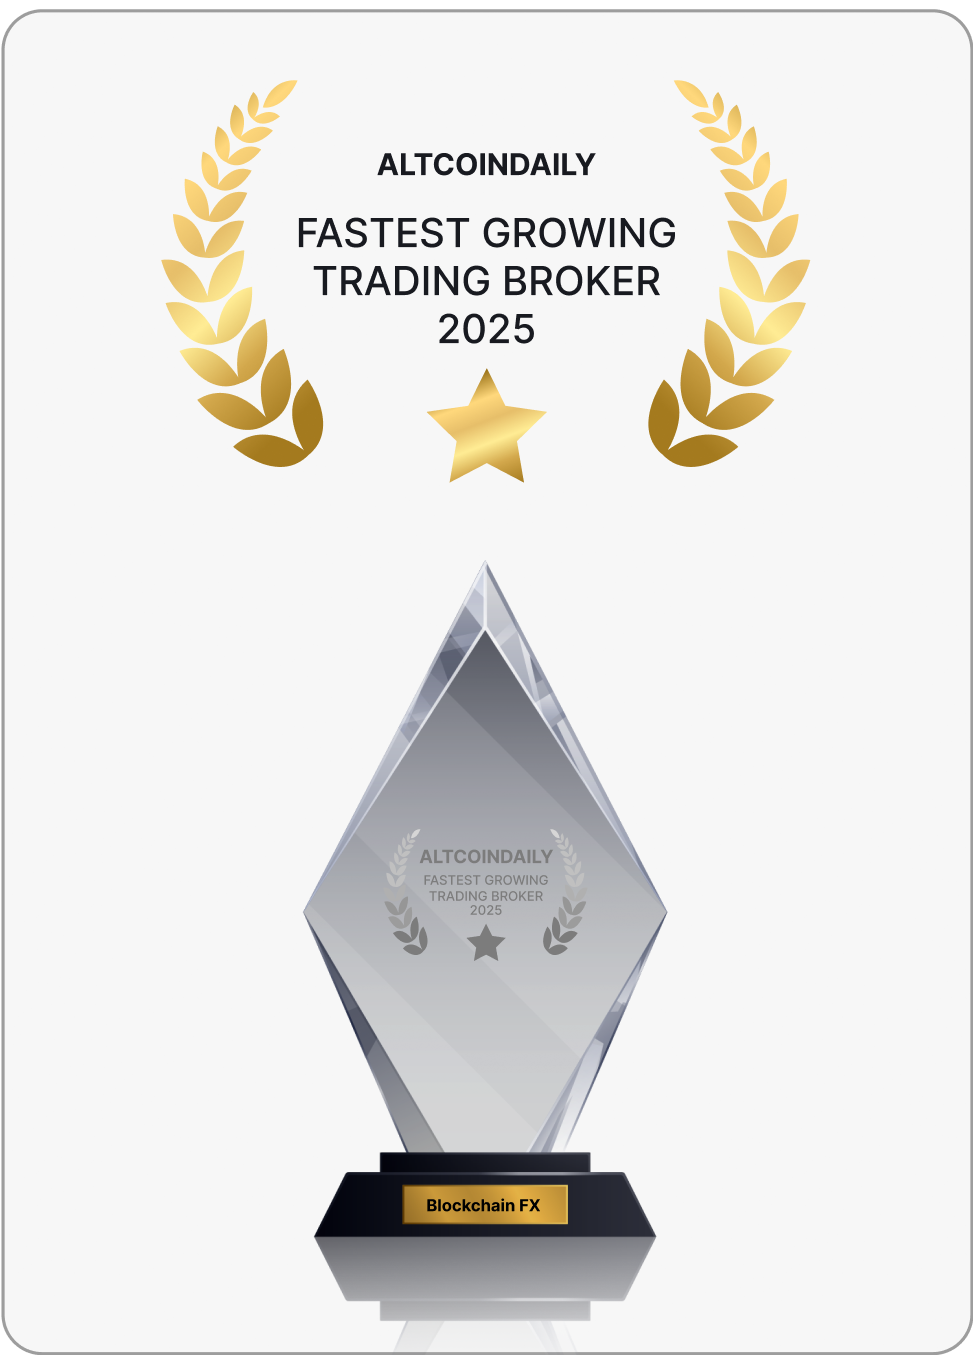 ALTCOINDAILY
FASTEST GROWING
TRADING BROKER
2025
ALTCOINDAILY
FASTEST GROWING
TRADING BROKER
2025
Blockchain FX